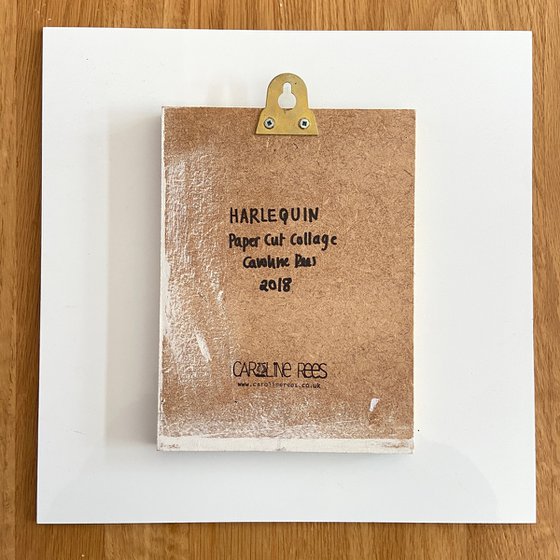 HARLEQUIN
Paper Cut Collage
Caroline Rees
2018
CAROLINE Rees
www.carolinerees.co.uk